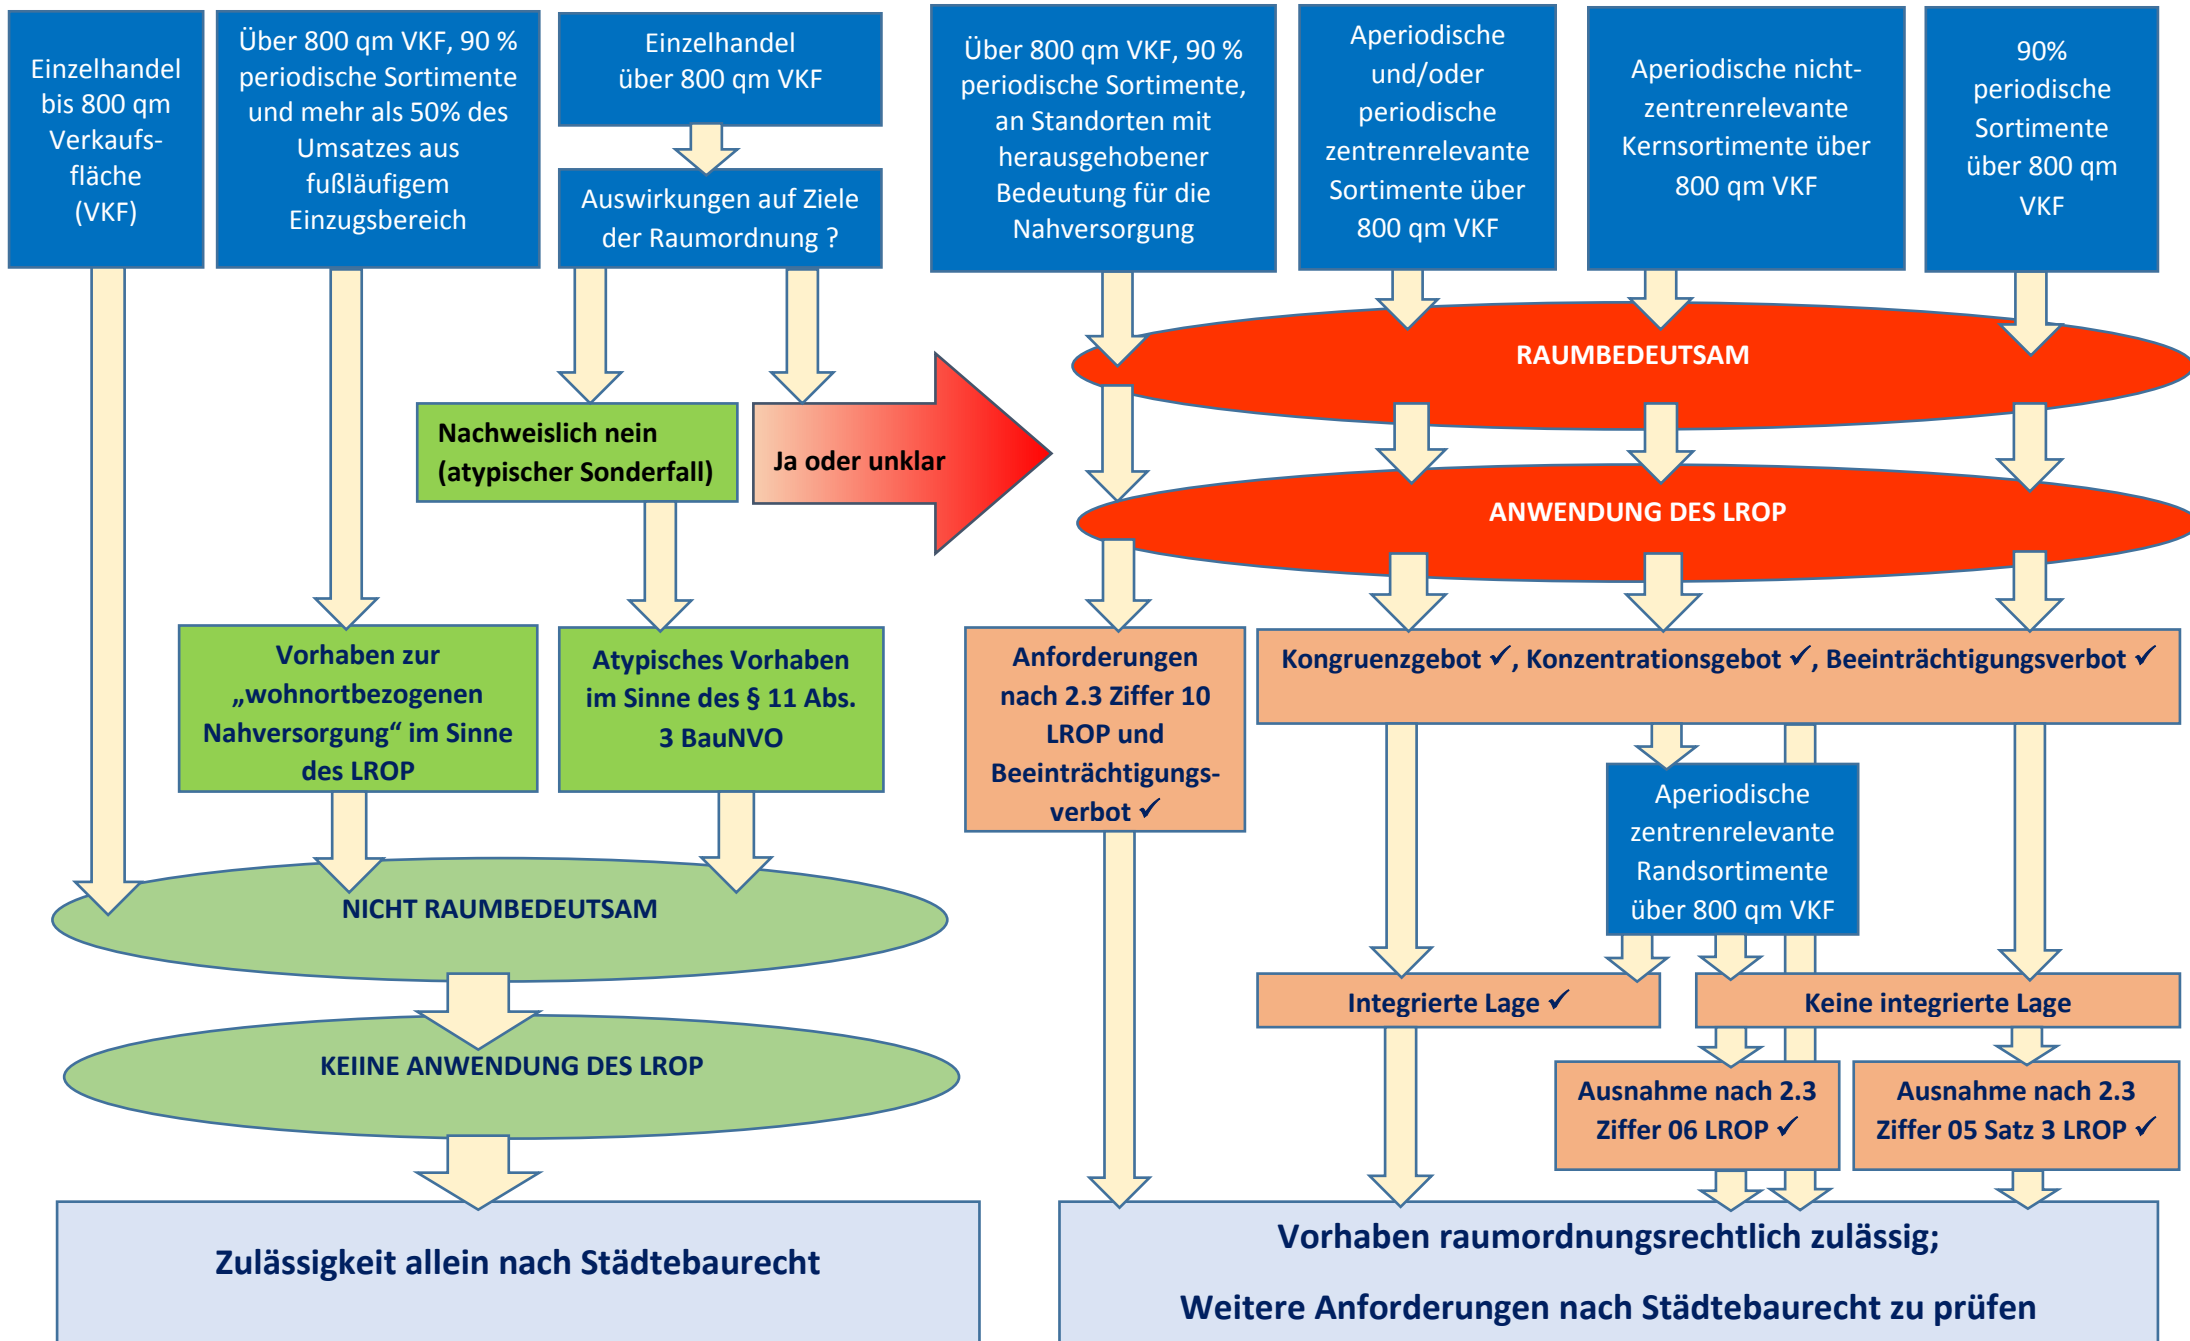 Einzelhandel
bis 800 qm
Verkaufs-
fläche
(VKF)
Über 800 qm VKF, 90 %
periodische Sortimente
und mehr als 50% des
Umsatzes aus
fußläufigem
Einzugsbereich
Einzelhandel
über 800 qm VKF
Auswirkungen auf Ziele
der Raumordnung ?
Über 800 qm VKF, 90 %
periodische Sortimente,
an Standorten mit
herausgehobener
Bedeutung für die
Nahversorgung
Aperiodische
und/oder
periodische
zentrenrelevante
Sortimente über
800 qm VKF
Aperiodische nicht-
zentrenrelevante
Kernsortimente über
800 qm VKF
90%
periodische
Sortimente
über 800 qm
VKF
RAUMBEDEUTSAM
Nachweislich nein
(atypischer Sonderfall)
Ja oder unklar
ANWENDUNG DES LROP
Vorhaben zur
„wohnortbezogenen
Nahversorgung“ im Sinne
des LROP
Atypisches Vorhaben
im Sinne des § 11 Abs.
3 BauNVO
Anforderungen
nach 2.3 Ziffer 10
LROP und
Beeinträchtigungs-
verbot ✓
Kongruenzgebot ✓, Konzentrationsgebot ✓, Beeinträchtigungsverbot ✓
Aperiodische
zentrenrelevante
Randsortimente
über 800 qm VKF
NICHT RAUMBEDEUTSAM
Integrierte Lage ✓
Keine integrierte Lage
KEIINE ANWENDUNG DES LROP
Ausnahme nach 2.3
Ziffer 06 LROP ✓
Ausnahme nach 2.3
Ziffer 05 Satz 3 LROP ✓
Zulässigkeit allein nach Städtebaurecht
Vorhaben raumordnungsrechtlich zulässig;
Weitere Anforderungen nach Städtebaurecht zu prüfen